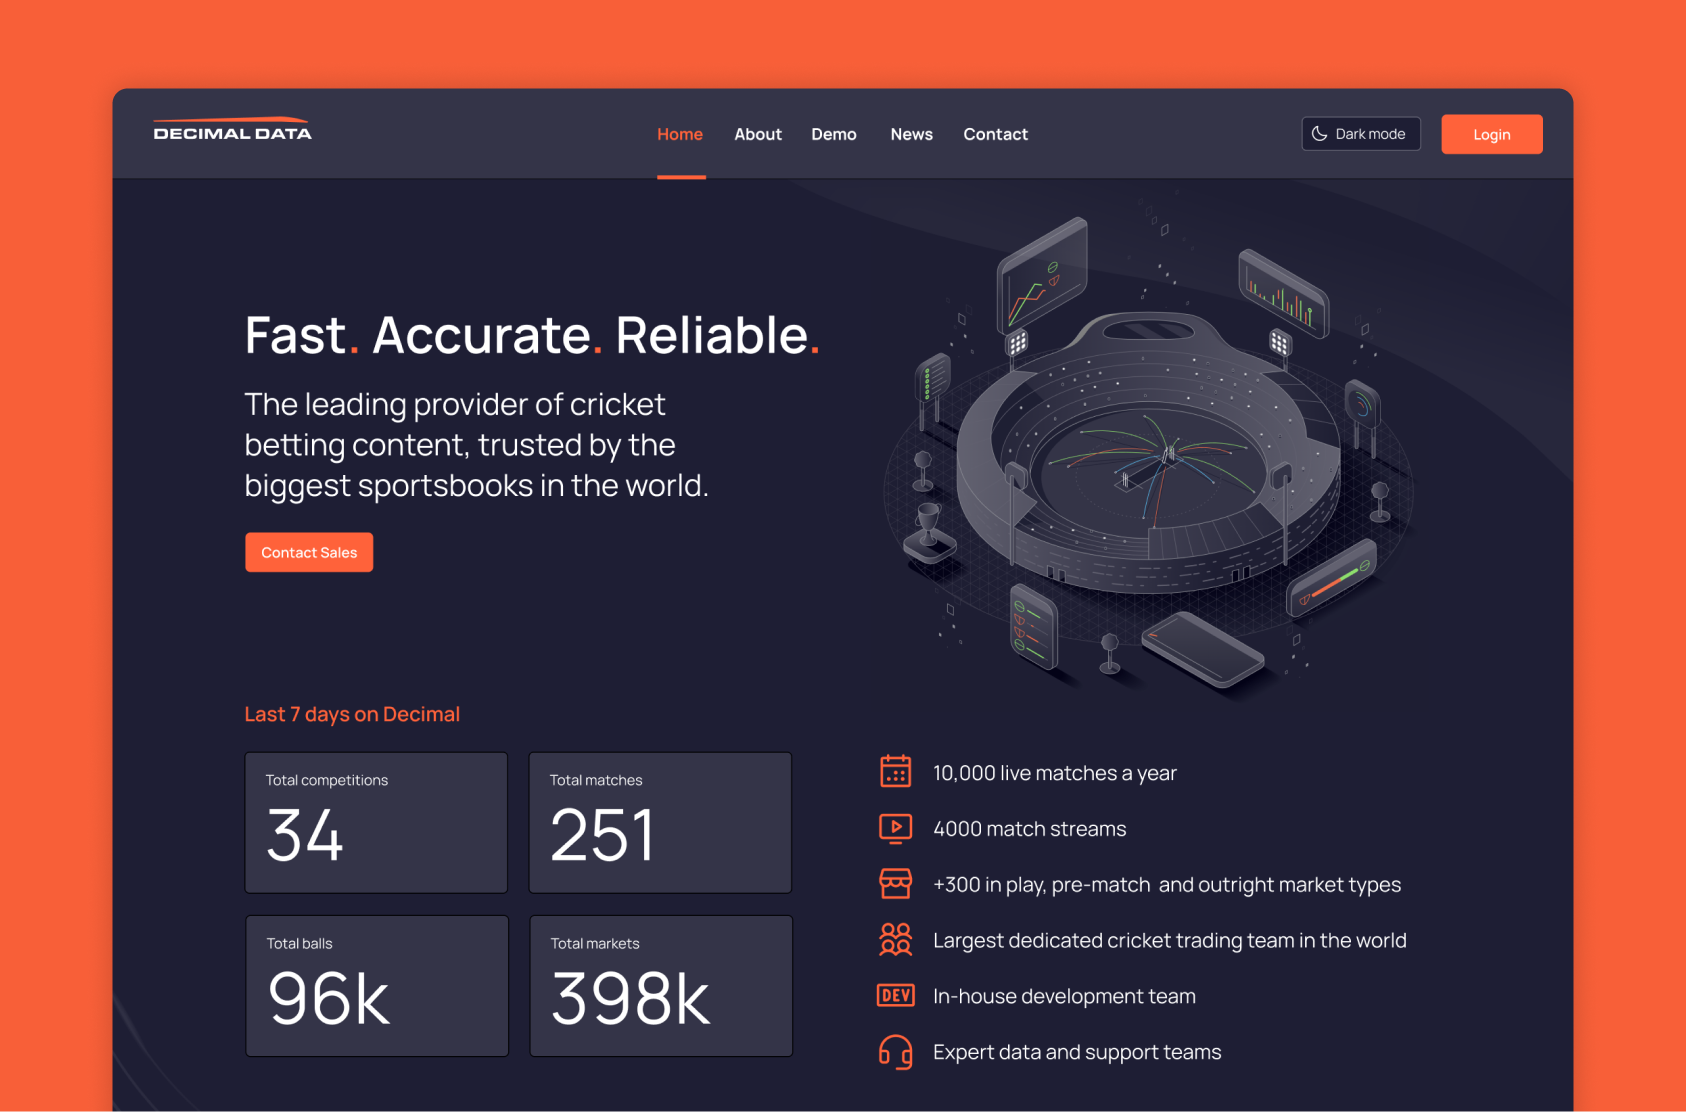 DECIMAL DATA
Home About Demo News Contact
Dark mode
Login
Fast. Accurate. Reliable.
The leading provider of cricket
betting content, trusted by the
biggest sportsbooks in the world.
Contact Sales
Last 7 days on Decimal
Total competitions
34
Total matches
251
Total balls
96k
Total markets
398k
10,000 live matches a year
4000 match streams
+300 in play, pre-match and outright market types
Largest dedicated cricket trading team in the world
DEV
In-house development team
Expert data and support teams